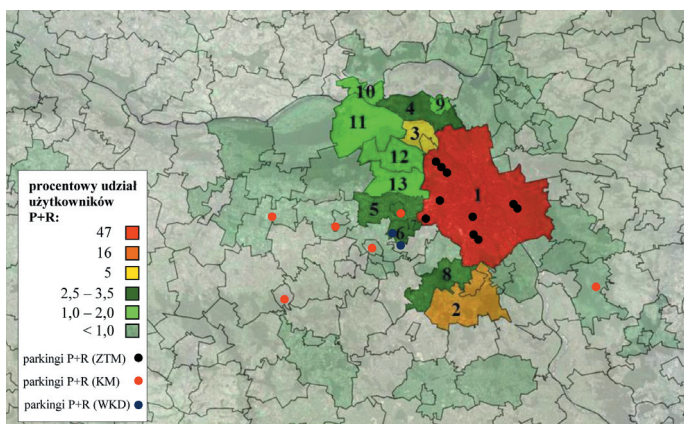 10
4
9
11
3
12
13
1
5
6
8
2
procentowy udział
użytkowników
P+R:
47
16
5
2,5 – 3,5
1,0 – 2,0
< 1,0
parkingi P+R (ZTM)
parkingi P+R (KM)
parkingi P+R (WKD)